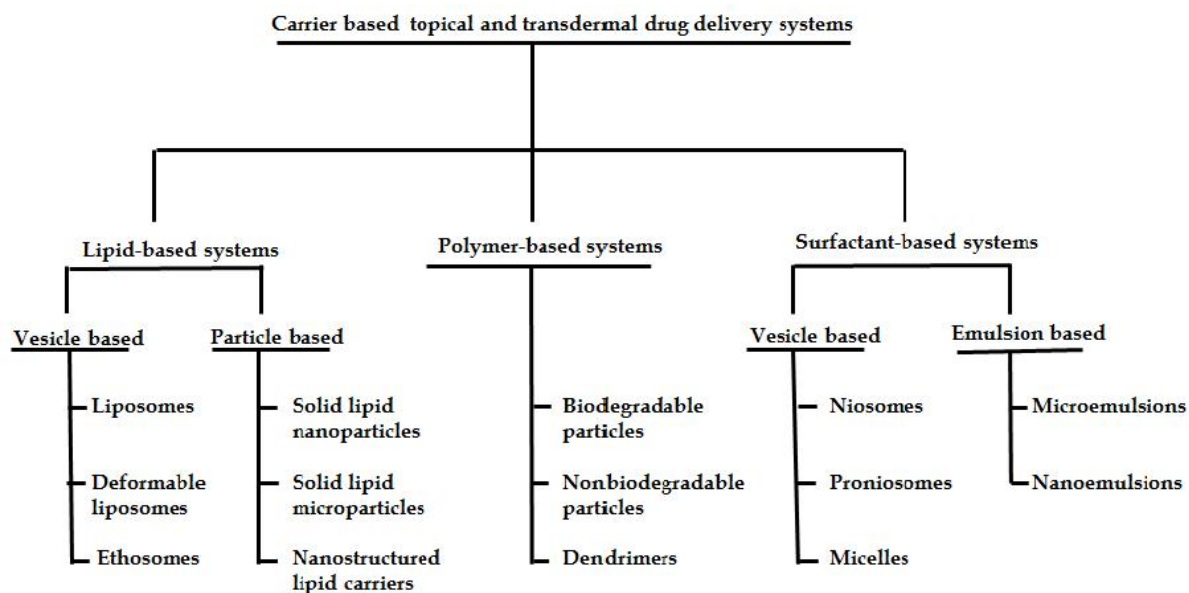 Carrier based topical and transdermal drug delivery systems
Lipid-based systems
Polymer-based systems
Surfactant-based systems
Vesicle based
Particle based
Vesicle based
Emulsion based
Liposomes
Deformable
liposomes
Ethosomes
Solid lipid
nanoparticles
Solid lipid
microparticles
Nanostructured
lipid carriers
Biodegradable
particles
Nonbiodegradable
particles
Dendrimers
Niosomes
Proniosomes
Micelles
Microemulsions
Nanoemulsions